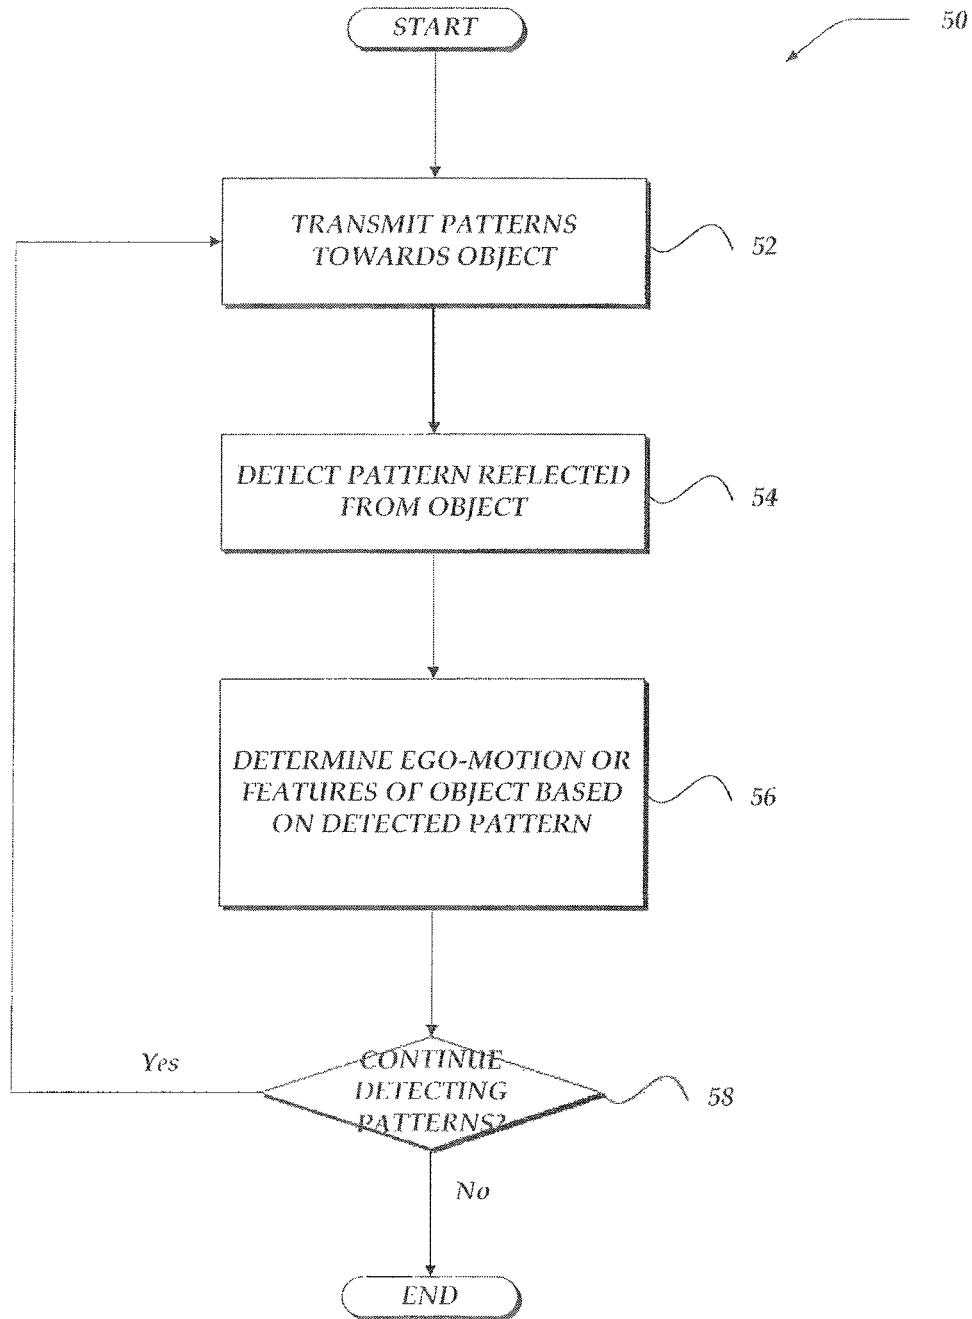 START
50
TRANSMIT PATTERNS
TOWARDS OBJECT
52
DETECT PATTERN REFLECTED
FROM OBJECT
54
DETERMINE EGO-MOTION OR
FEATURES OF OBJECT BASED
ON DETECTED PATTERN
56
Yes
CONTINUE
DETECTING
PATTERNS?
58
No
END